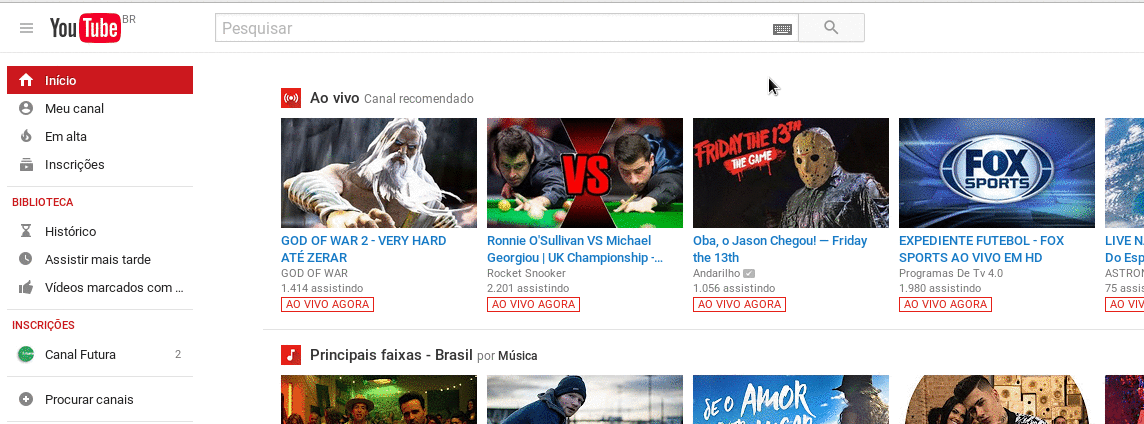 YouTube BR
Pesquisar
Início
Meu canal
Em alta
Inscrições
BIBLIOTECA
Histórico
Assistir mais tarde
Vídeos marcados com ...
INSCRIÇÕES
Canal Futura 2
Procurar canais
Ao vivo Canal recomendado
VS
FRIDAY THE 13TH
THE GAME
FOX
SPORTS
GOD OF WAR 2 - VERY HARD
ATÉ ZERAR
GOD OF WAR
1.414 assistindo
AO VIVO AGORA
Ronnie O'Sullivan VS Michael
Georgiou | UK Championship -...
Rocket Snooker
2.201 assistindo
AO VIVO AGORA
Oba, o Jason Chegou! — Friday
the 13th
Andarilho
1.056 assistindo
AO VIVO AGORA
EXPEDIENTE FUTEBOL - FOX
SPORTS AO VIVO EM HD
Programas De Tv 4.0
1.980 assistindo
AO VIVO AGORA
LIVE N
Do Esp
ASTRON
75 assis
AO VIV
Principais faixas - Brasil por Música
SE O AMOR